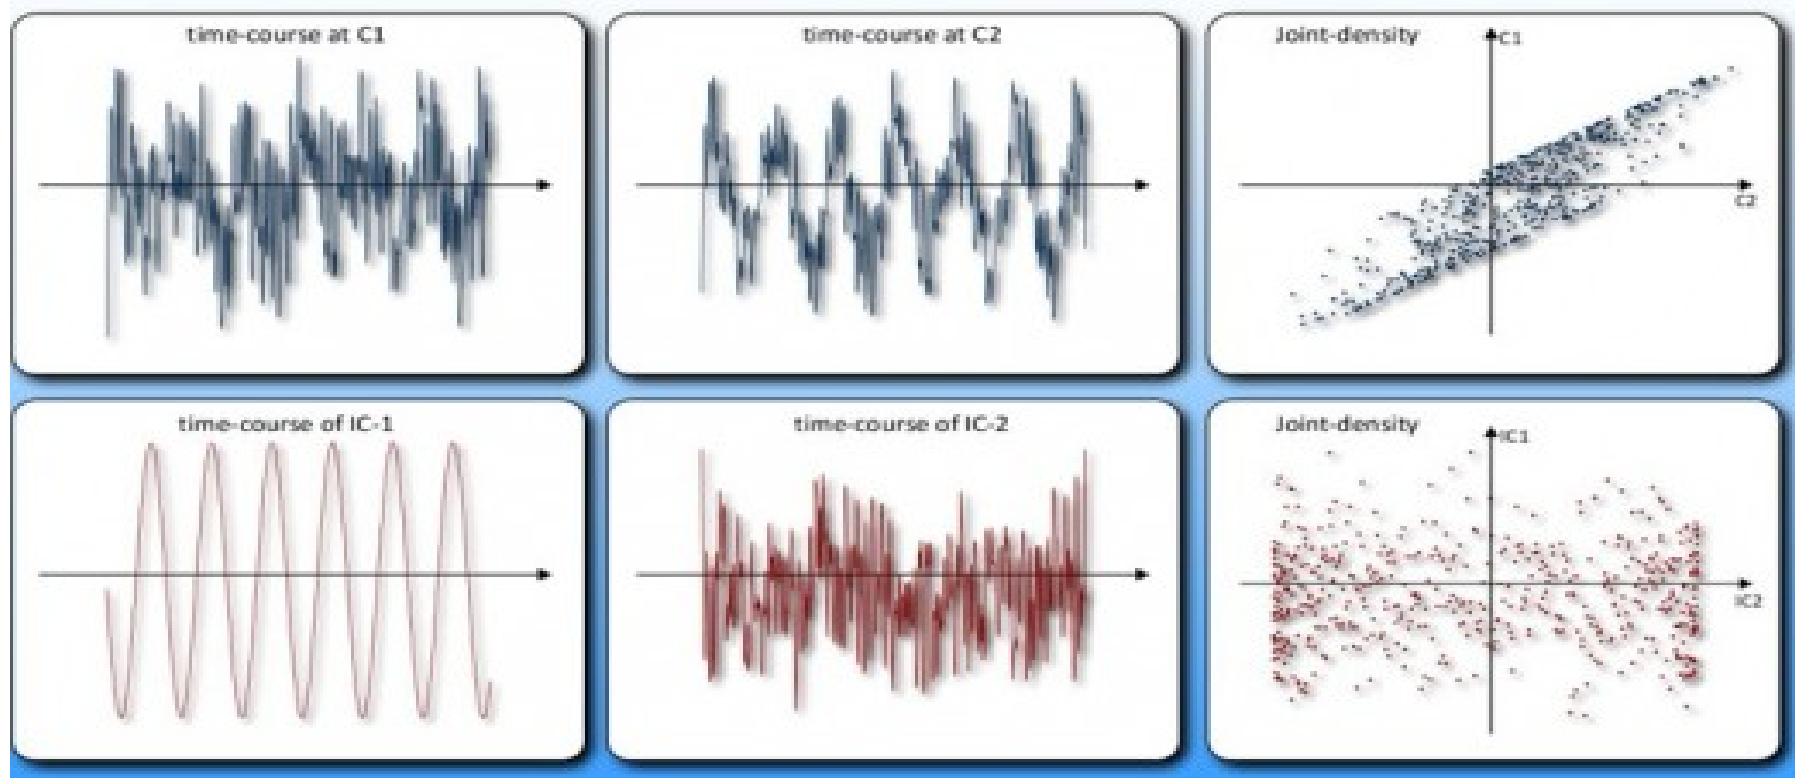 time-course at C1
time-course at C2
Joint-density
C1
C2
time-course of IC-1
time-course of IC-2
Joint-density
IC1
IC2